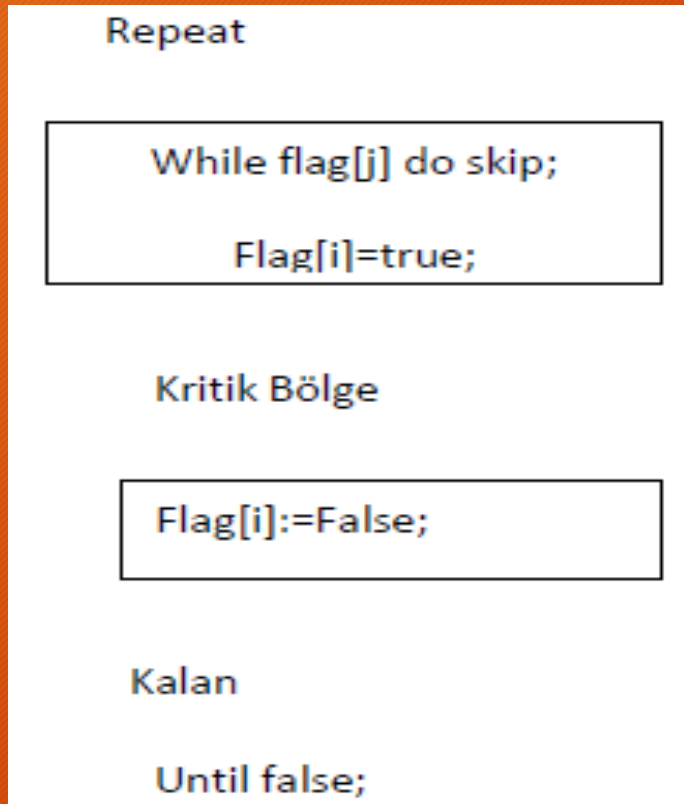 Repeat
While flag[j] do skip;
Flag[i]=true;
Kritik Bölge
Flag[i]:=False;
Kalan
Until false;